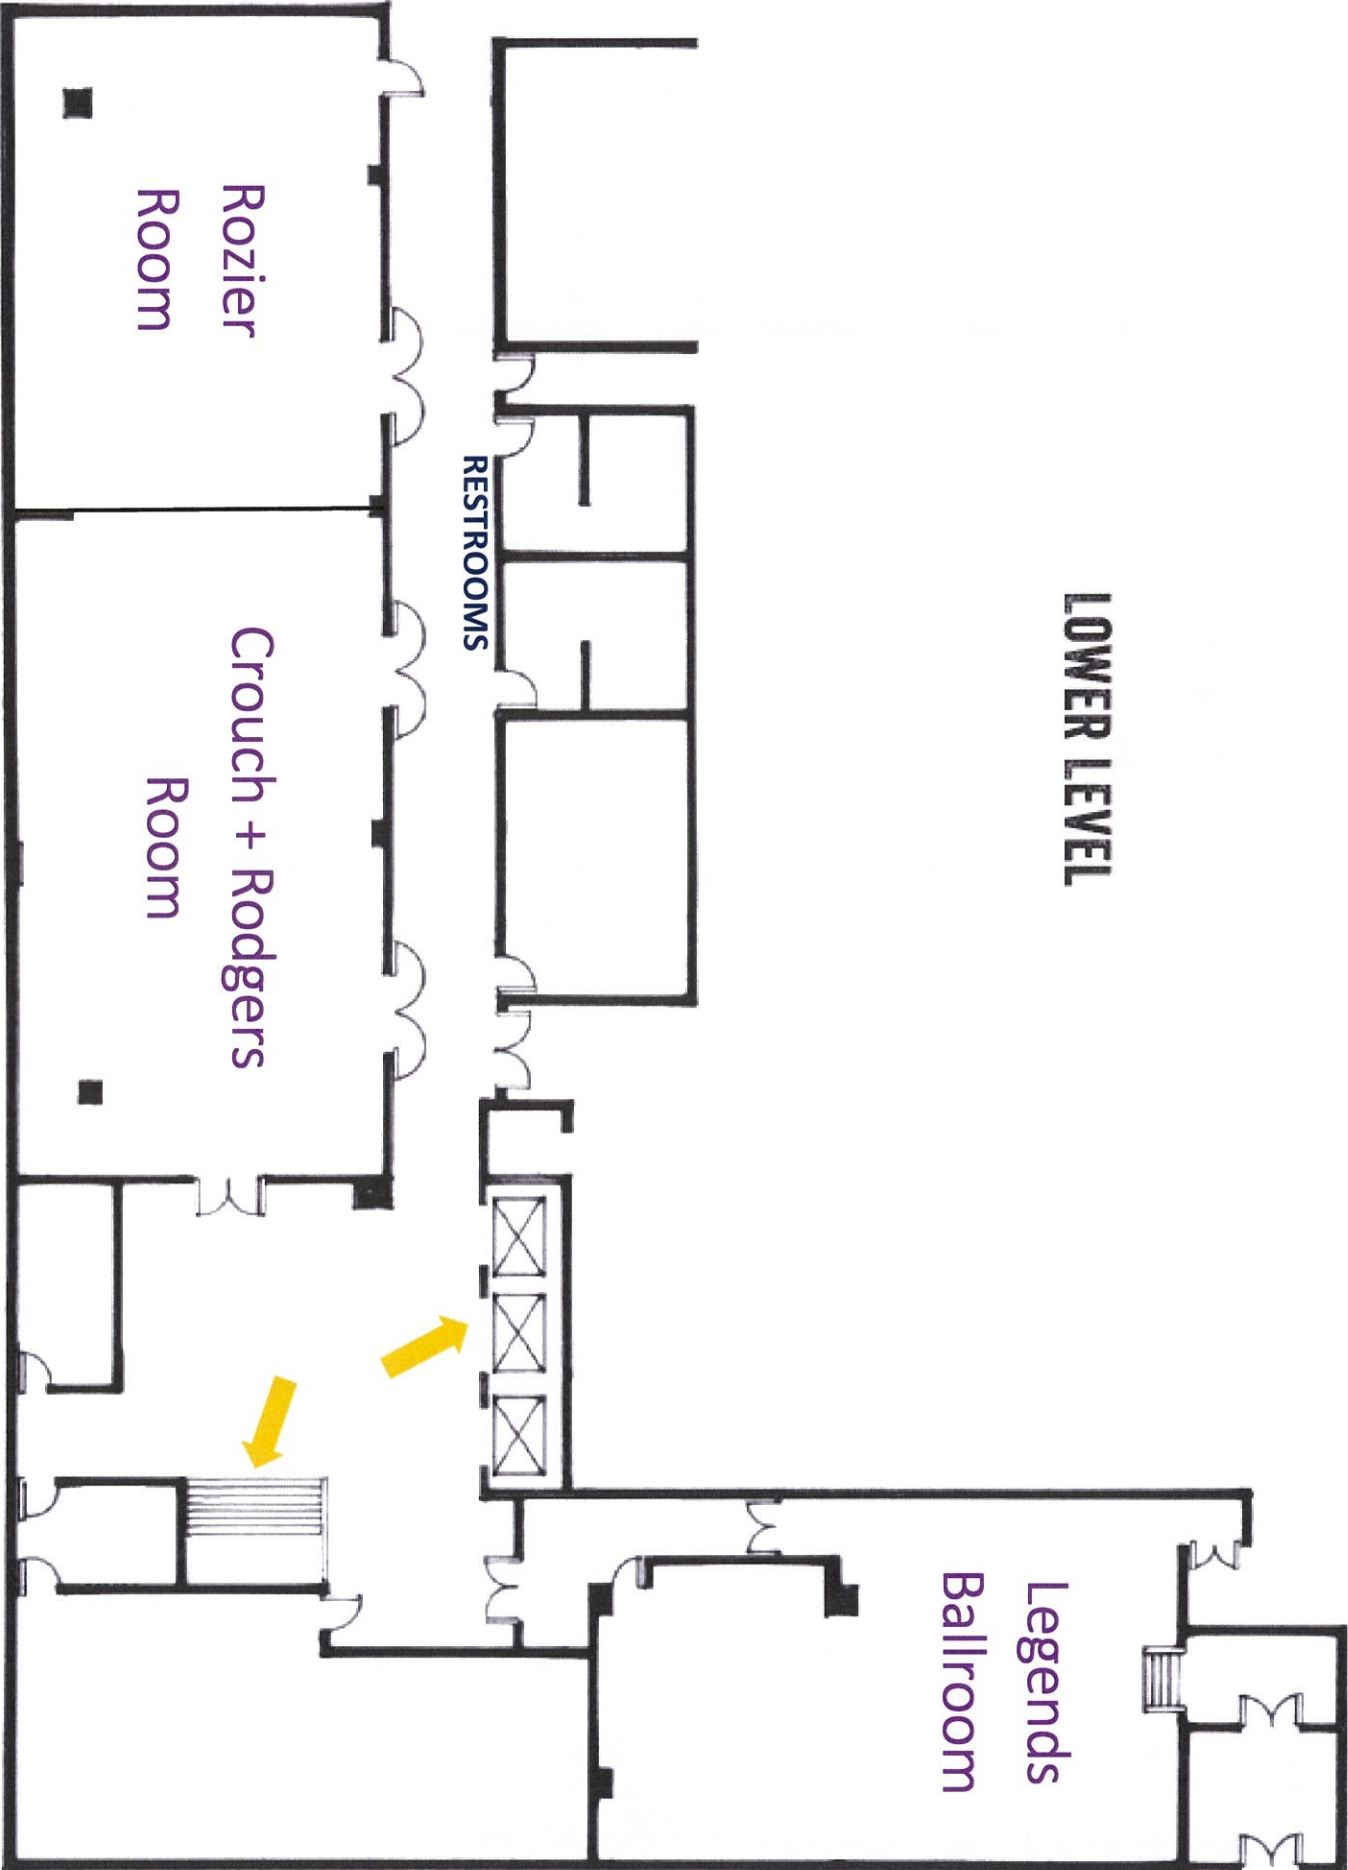 LOWER LEVEL
RESTROOMS
Rozier
Room
Crouch + Rodgers
Room
Legends
Ballroom